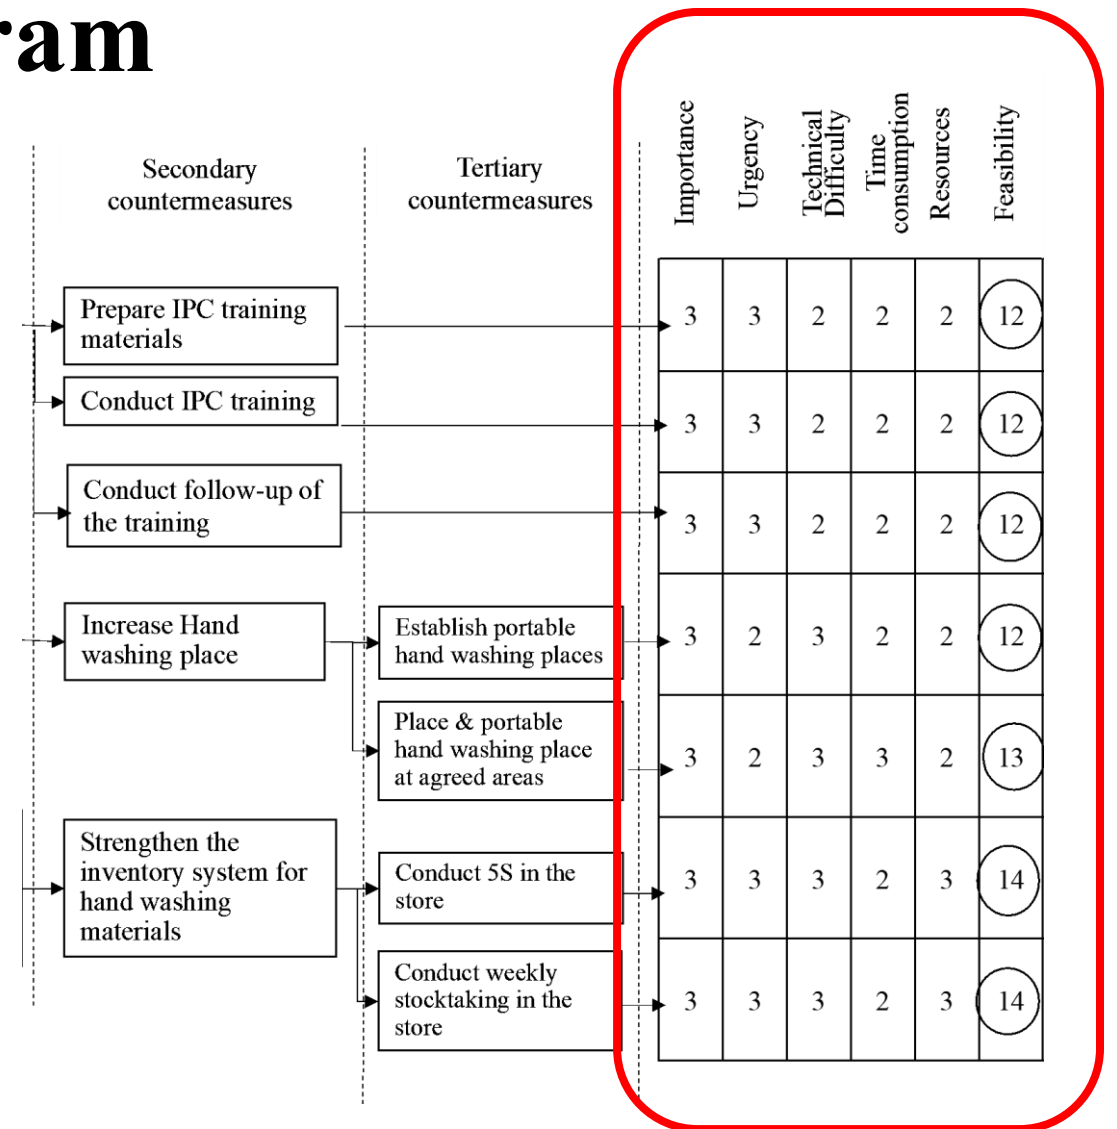 ram
Secondary
countermeasures
Tertiary
countermeasures
Importance
Urgency
Technical
Difficulty
Time
consumption
Resources
Feasibility
Prepare IPC training
materials
3 3 2 2 2 12
Conduct IPC training
3 3 2 2 2 12
Conduct follow-up of
the training
3 3 2 2 2 12
Increase Hand
washing place
Establish portable
hand washing places
3 2 3 2 2 12
Place & portable
hand washing place
at agreed areas
3 2 3 3 2 13
Strengthen the
inventory system for
hand washing
materials
Conduct 5S in the
store
3 3 3 2 3 14
Conduct weekly
stocktaking in the
store
3 3 3 2 3 14